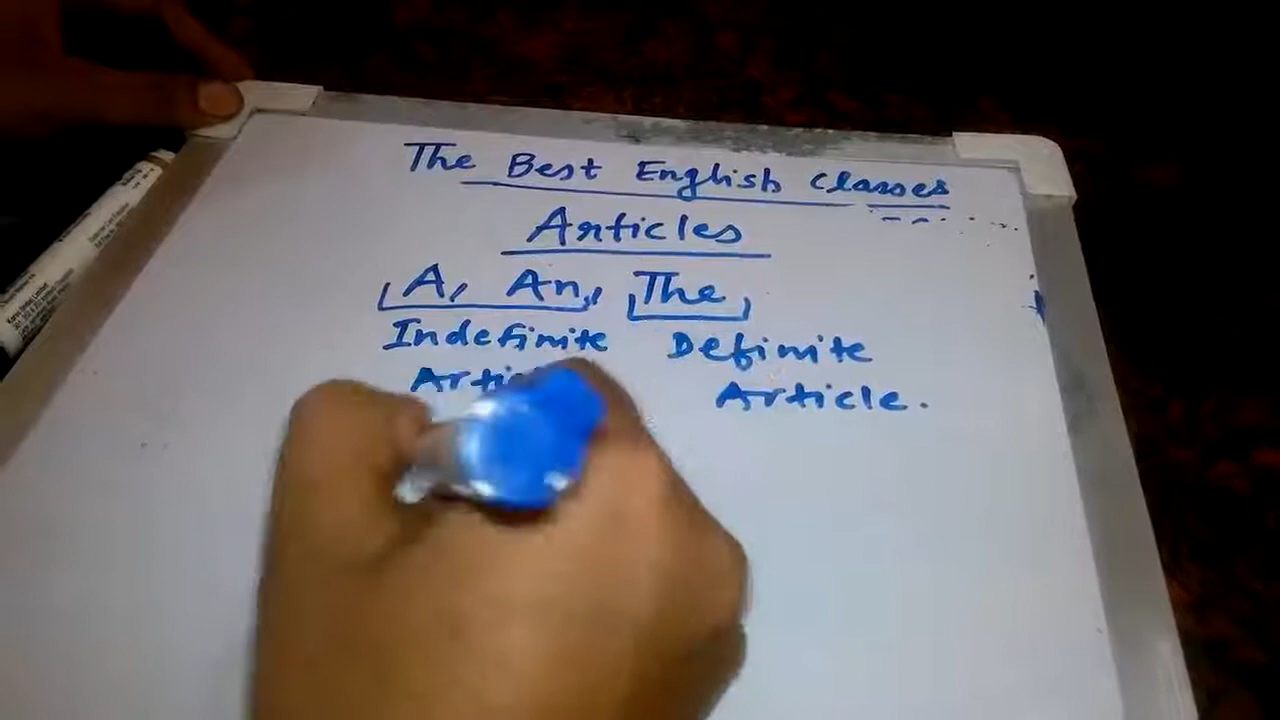 The Best English Classes
Articles
A, An, The,
Indefinite Definite
Article.